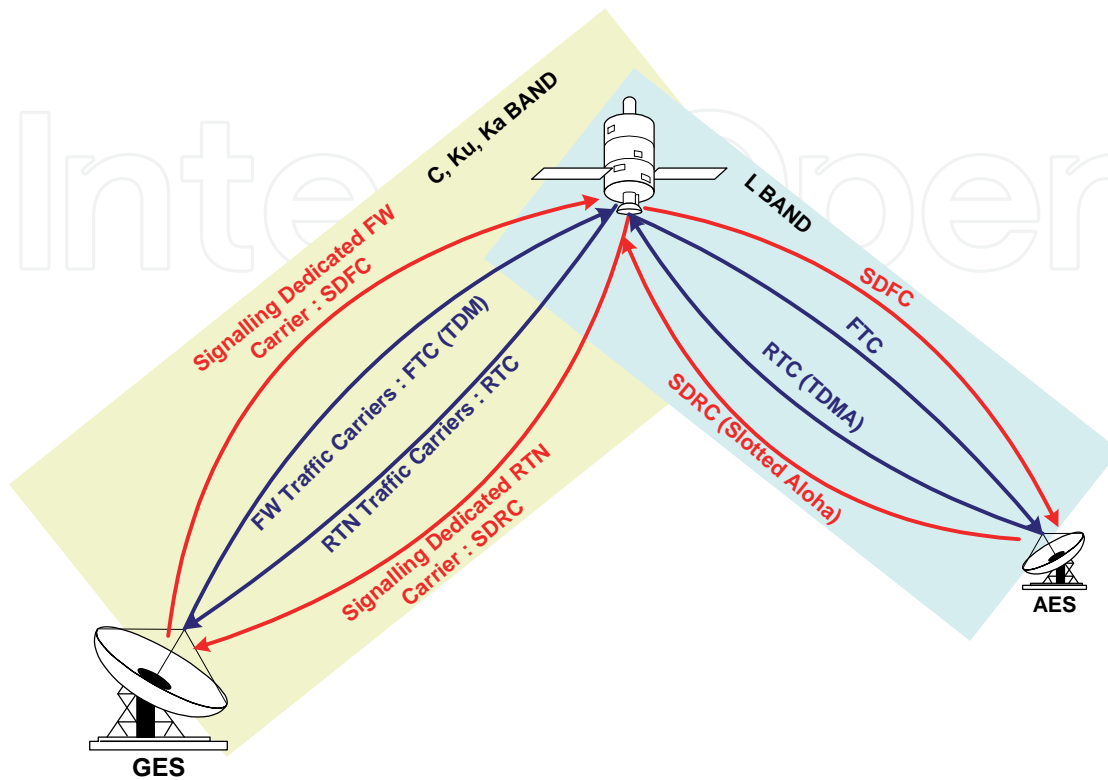 InteOpen
C, Ku, Ka BAND
L BAND
Signalling Dedicated FW
Carrier : SDFC
FW Traffic Carriers : FTC (TDM)
RTN Traffic Carriers : RTC
Signalling Dedicated RTN
Carrier : SDRC
SDFC
FTC
RTC (TDMA)
SDRC (Slotted Aloha)
AES
GES